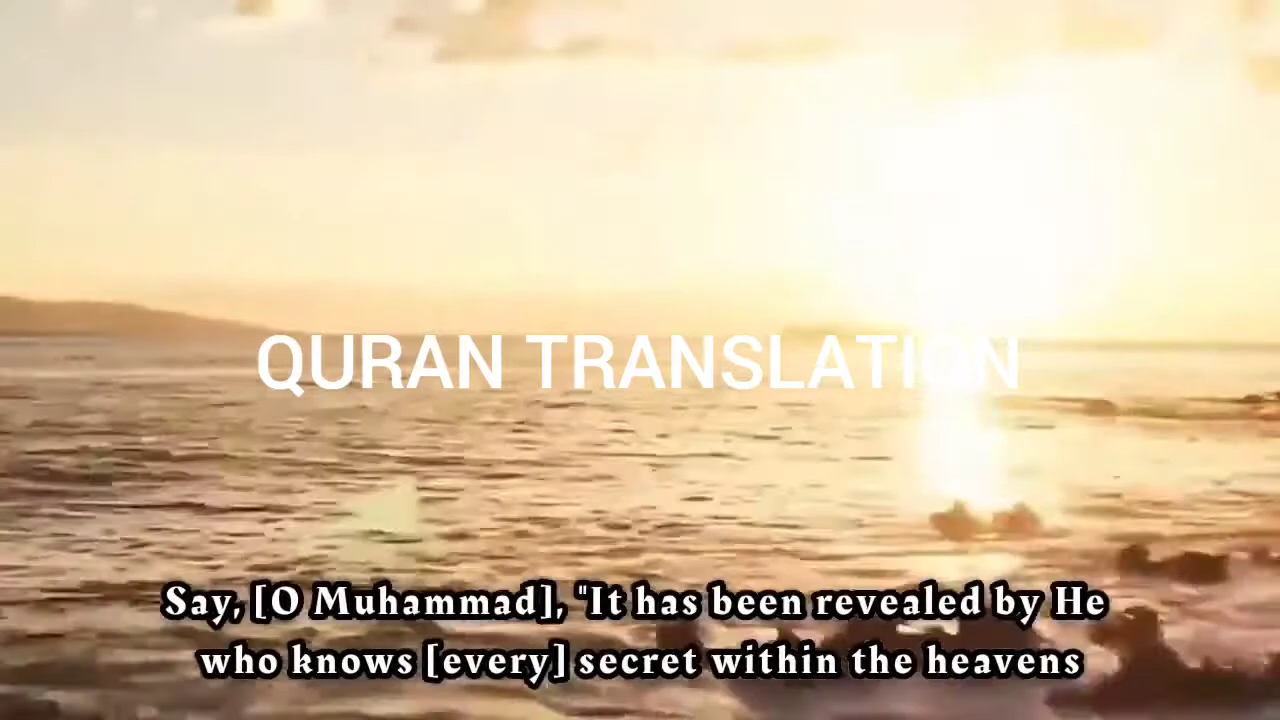 QURAN TRANSLATION
Say, [O Muhammad], "It has been revealed by He
who knows [every] secret within the heavens